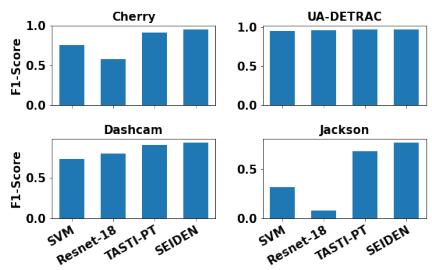 Cherry
UA-DETRAC
F1-Score
1.0
0.5
0.0
1.0
0.5
0.0
Dashcam
Jackson
F1-Score
0.5
0.0
0.5
0.0
SVM
Resnet-18
TASTI-PT
SEIDEN
SVM
Resnet-18
TASTI-PT
SEIDEN